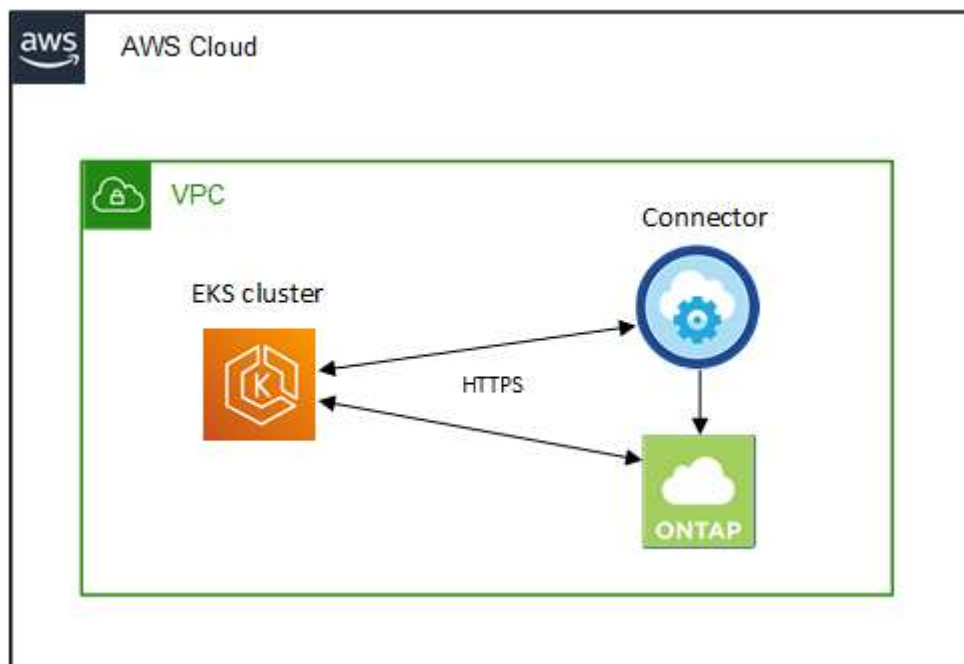 aws
AWS Cloud
VPC
Connector
EKS cluster
K
HTTPS
ONTAP